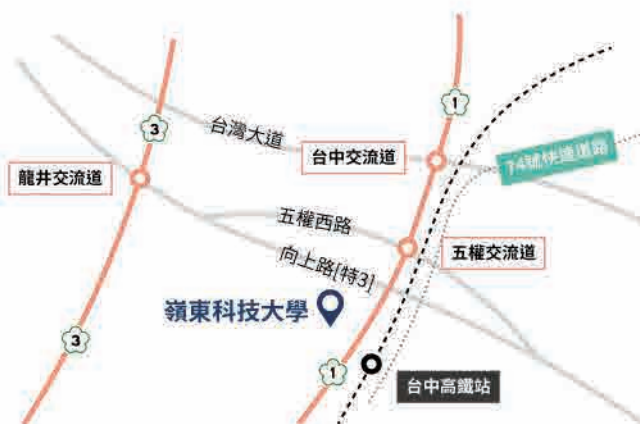 1
3
台灣大道
台中交流道
74號快速道路
龍井交流道
五權西路
五權交流道
向上路[特3]
嶺東科技大學
3
1
台中高鐵站